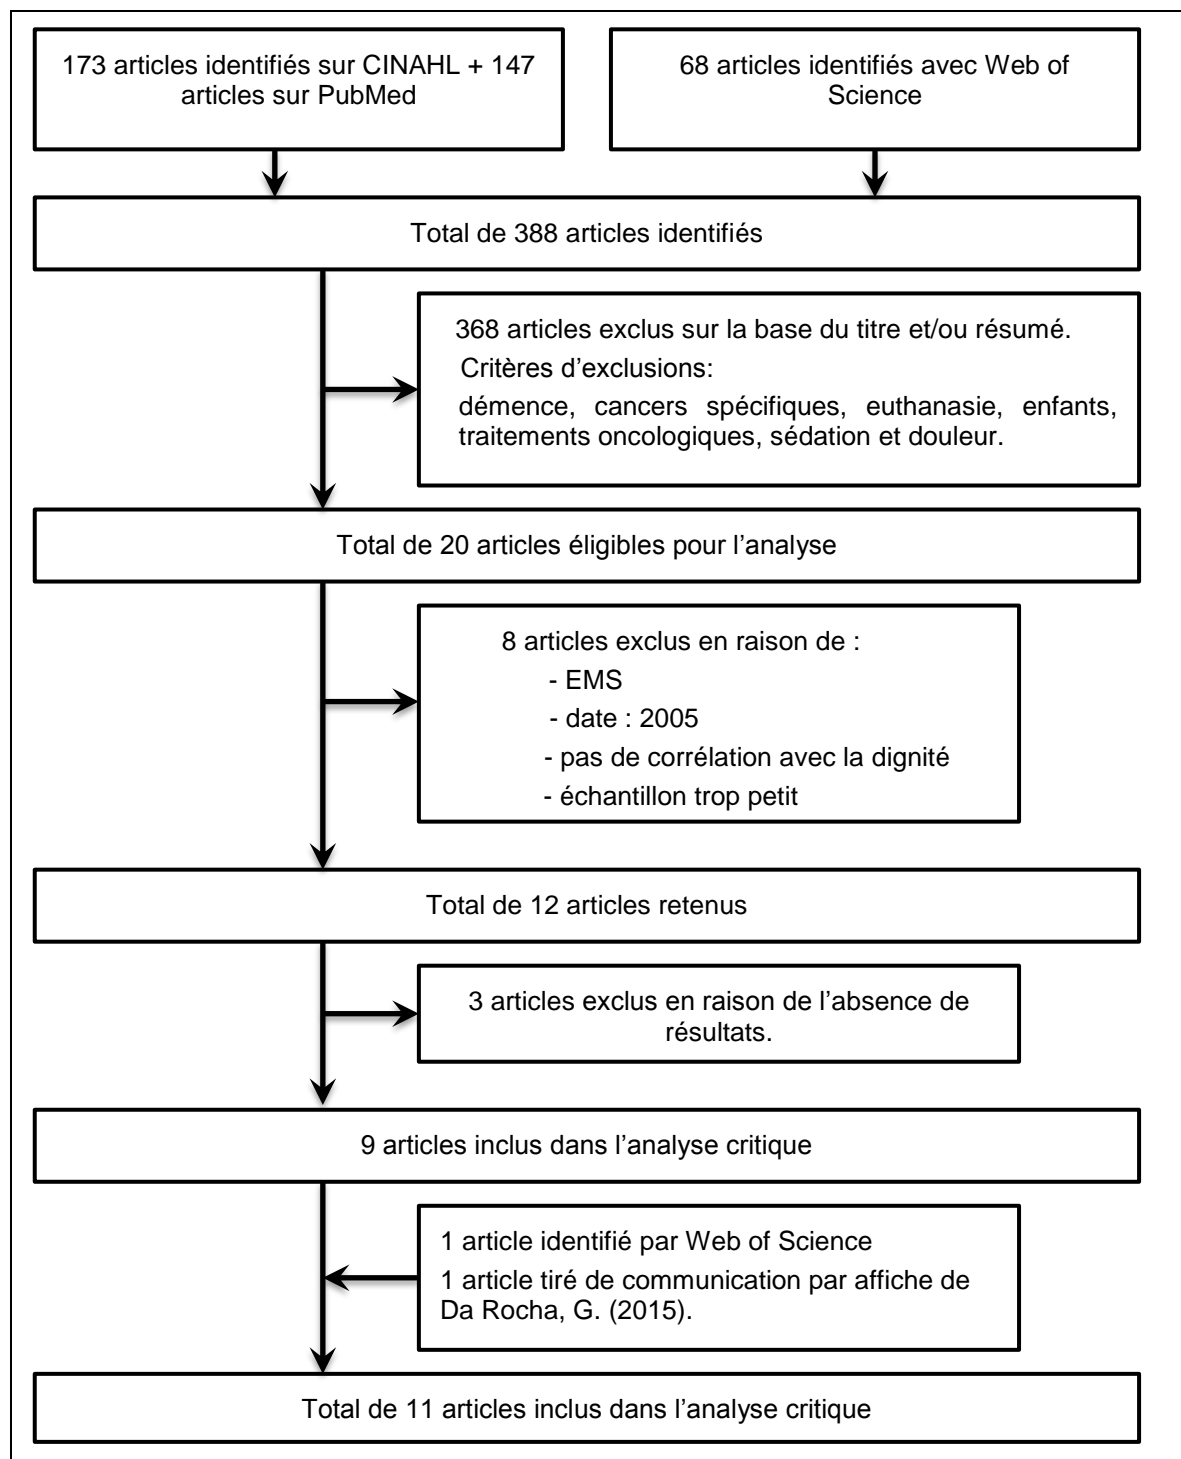 173 articles identifiés sur CINAHL + 147
articles sur PubMed
68 articles identifiés avec Web of
Science
Total de 388 articles identifiés
368 articles exclus sur la base du titre et/ou résumé.
Critères d’exclusions:
démence, cancers spécifiques, euthanasie, enfants,
traitements oncologiques, sédation et douleur.
Total de 20 articles éligibles pour l’analyse
8 articles exclus en raison de :
- EMS
- date : 2005
- pas de corrélation avec la dignité
- échantillon trop petit
Total de 12 articles retenus
3 articles exclus en raison de l’absence de
résultats.
9 articles inclus dans l’analyse critique
1 article identifié par Web of Science
1 article tiré de communication par affiche de
Da Rocha, G. (2015).
Total de 11 articles inclus dans l’analyse critique